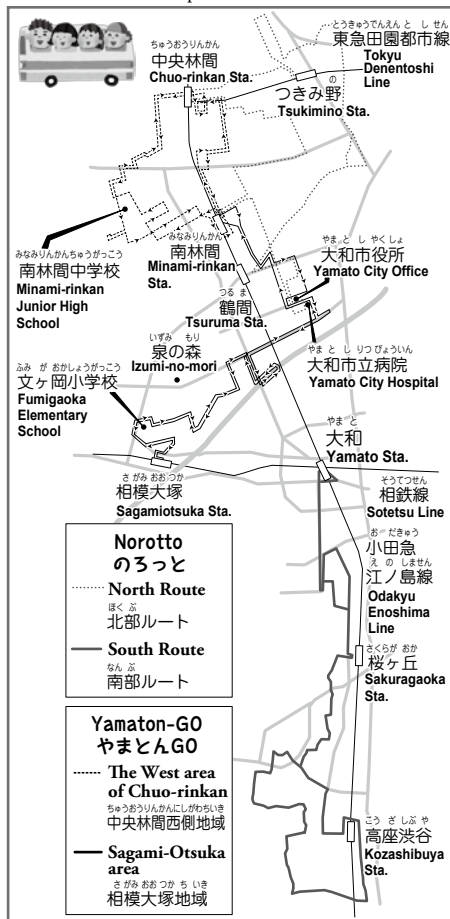 とうきゅうでんえんとしせん
東急田園都市線
Tokyu
Denentoshi
Line
ちゅうおうりんかん
中央林間
Chuo-rinkan Sta.
つきみ野
の
Tsukimino Sta.
みなみりんかんちゅうがっこう
南林間中学校
Minami-rinkan
Junior High
School
みなみりんかん
南林間
Minami-rinkan
Sta.
やまとしやくしょ
大和市役所
Yamato City Office
つるま
鶴間
Tsuruma Sta.
いずみ もり
泉の森
Izumi-no-mori
やまとしりつびょういん
大和市立病院
Yamato City Hospital
ふみがおかしょうがっこう
文ヶ岡小学校
Fumigaoka
Elementary
School
やまと
大和
Yamato Sta.
さがみおおつか
相模大塚
Sagamiotsuka Sta.
そうてつせん
相鉄線
Sotetsu Line
おだきゅう
小田急
えのしません
江ノ島線
Odakyu
Enoshima
Line
さくらがおか
桜ヶ丘
Sakuragaoka
Sta.
こうざしぶや
高座渋谷
Kozashibuya
Sta.
Norotto
のろっと
North Route
ほくぶ
北部ルート
South Route
なんぶ
南部ルート
Yamaton-GO
やまとんGO
The West area
of Chuo-rinkan
ちゅうおうりんかんにしがわちいき
中央林間西側地域
Sagami-Otsuka
area
さがみおおつかちいき
相模大塚地域